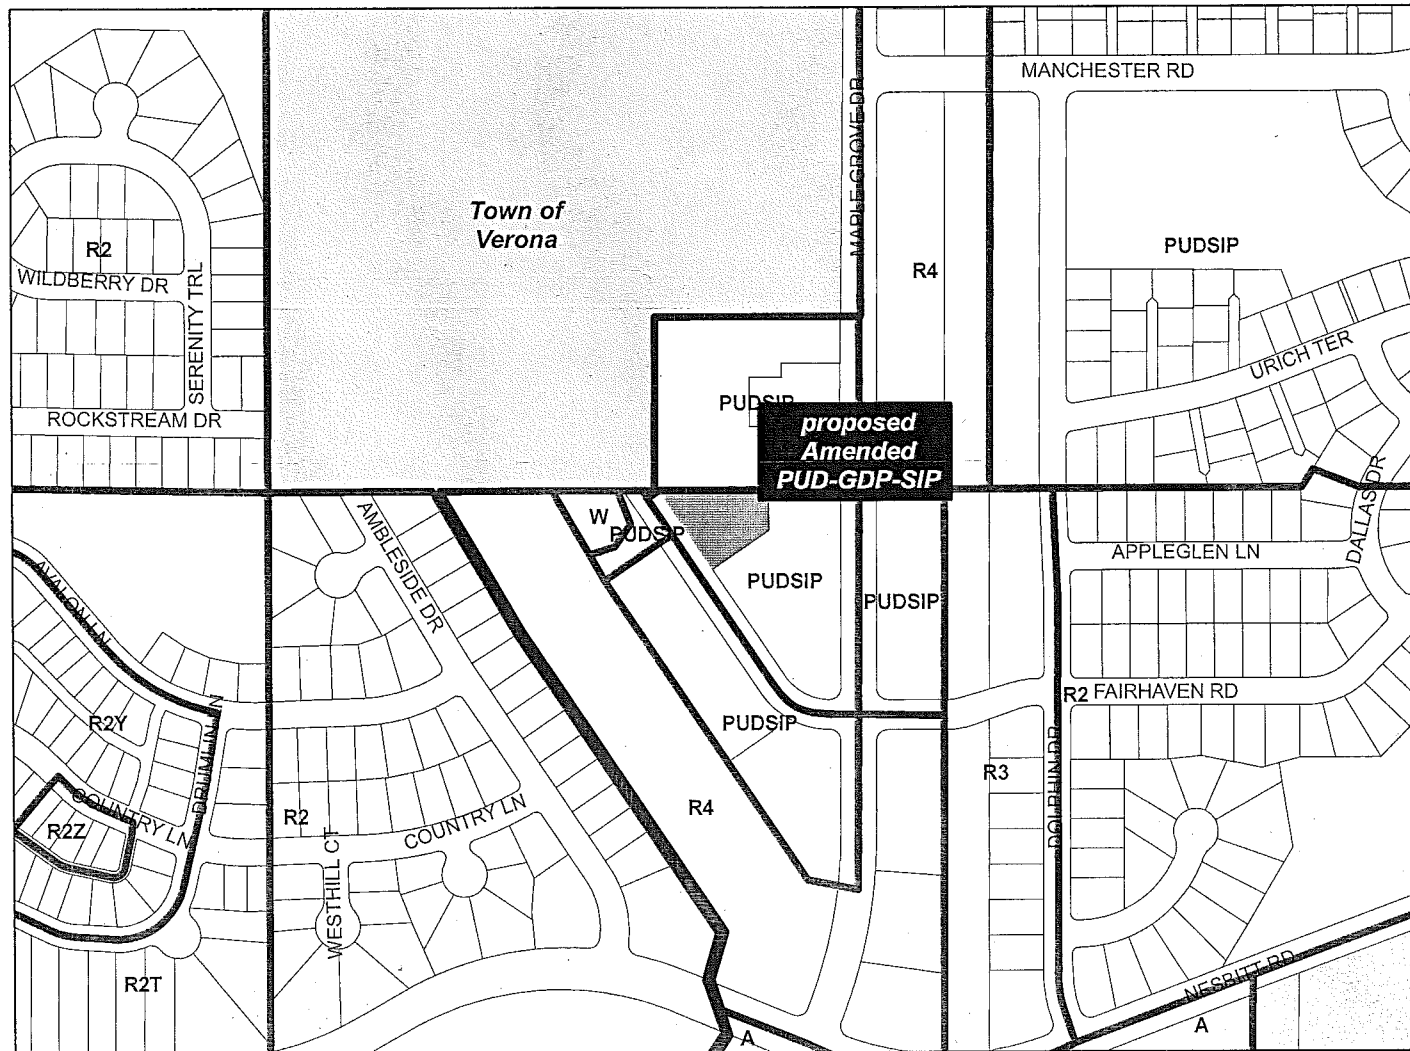 MANCHESTER RD
MAPLE GROVE DR
Town of
Verona
R4
PUDSIP
R2
WILDBERRY DR
SERENITY TRL
ROCKSTREAM DR
URICH TER
PUDSIP
proposed
Amended
PUD-GDP-SIP
DALLAS DR
W
PUDSIP
AMBLESIDE DR
APPLEGLEN LN
AVALON LN
PUDSIP
PUDSIP
R2
FAIRHAVEN RD
R2Y
DRUMLIN LN
PUDSIP
R3
DOLPHIN DR
R2Z
COUNTRY LN
R2
WESTHILL CT
COUNTRY LN
R4
R2T
NESBITT RD
A
A